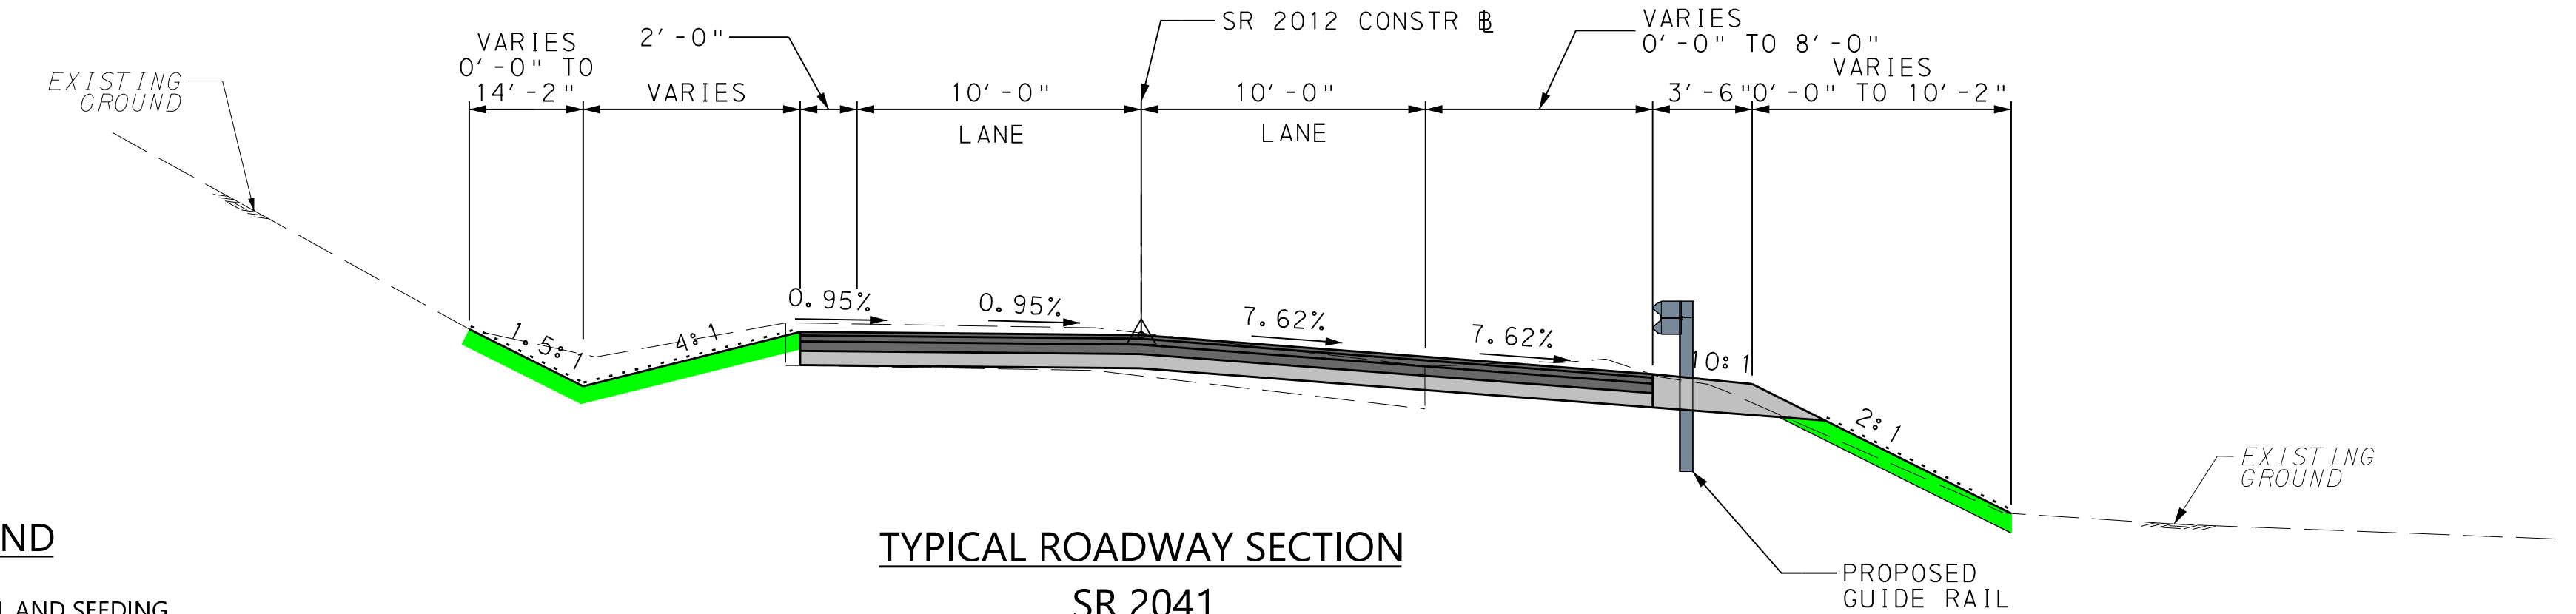 VARIES
0'-0" TO
14'-2"
VARIES
2'-0"
10'-0"
LANE
SR 2012 CONSTR ℄
10'-0"
LANE
VARIES
0'-0" TO 8'-0"
3'-6"
VARIES
0'-0" TO 10'-2"
EXISTING
GROUND
1.5:1
4:1
0.95%
0.95%
7.62%
7.62%
10:1
2:1
EXISTING
GROUND
PROPOSED
GUIDE RAIL
ND
TYPICAL ROADWAY SECTION
SR 2041
AND SEEDING